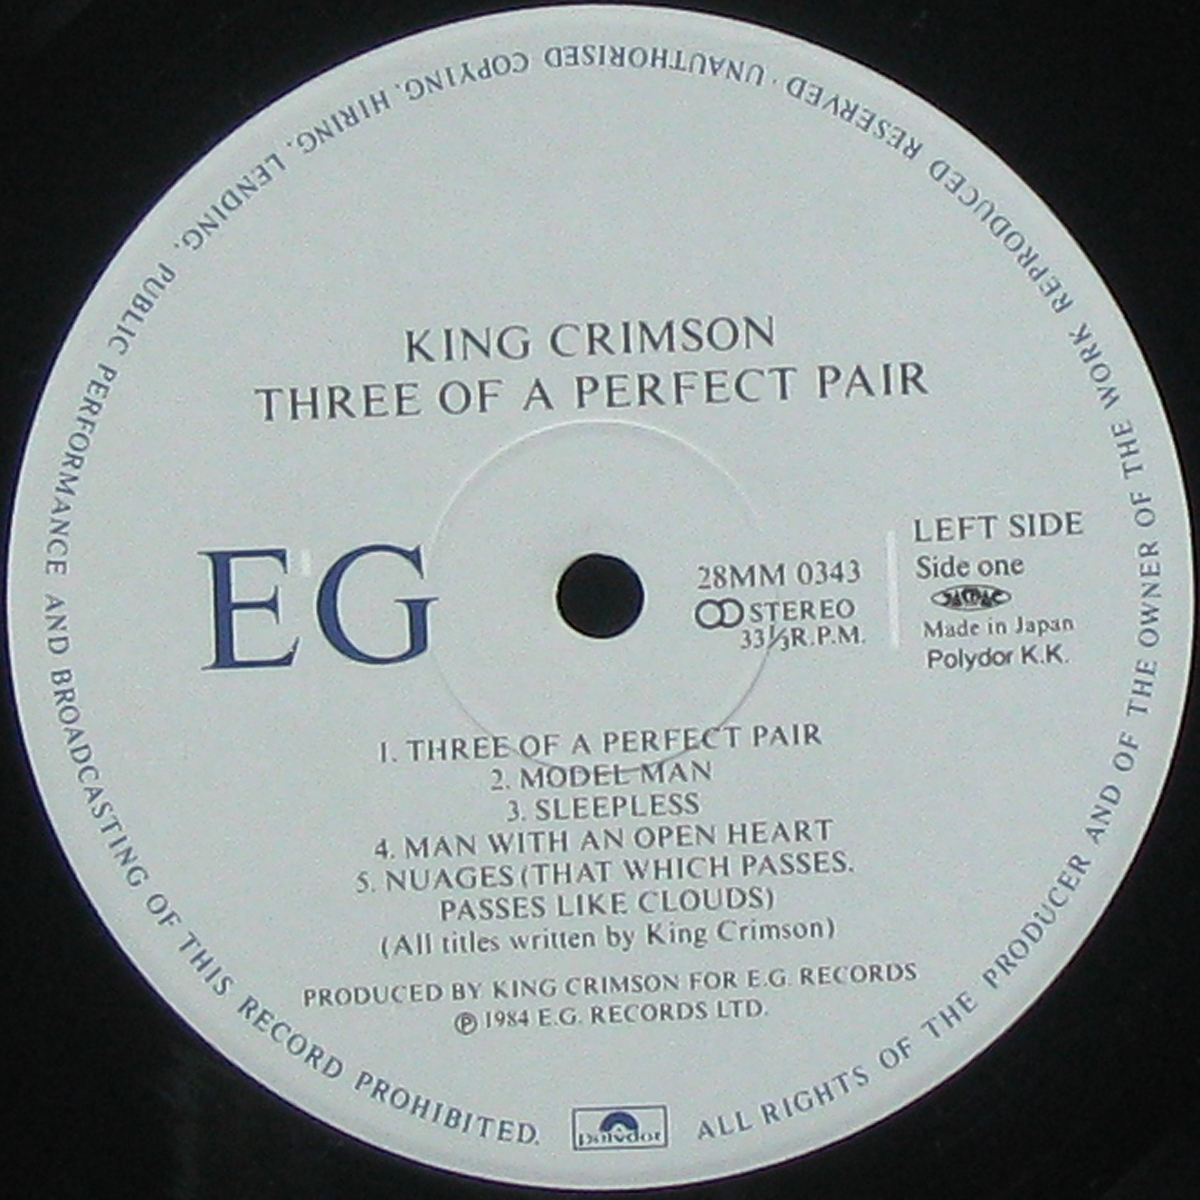 KING CRIMSON
THREE OF A PERFECT PAIR
EG
28MM 0343
STEREO
33⅓R.P.M.
LEFT SIDE
Side one
Made in Japan
Polydor K.K.
1. THREE OF A PERFECT PAIR
2. MODEL MAN
3. SLEEPLESS
4. MAN WITH AN OPEN HEART
5. NUAGES (THAT WHICH PASSES.
PASSES LIKE CLOUDS)
(All titles written by King Crimson)
PRODUCED BY KING CRIMSON FOR E.G. RECORDS
℗ 1984 E.G. RECORDS LTD.
polydor
ALL RIGHTS OF THE PRODUCER AND OF THE OWNER OF THE WORK REPRODUCED RESERVED · UNAUTHORISED COPYING, HIRING, LENDING, PUBLIC PERFORMANCE AND BROADCASTING OF THIS RECORD PROHIBITED.